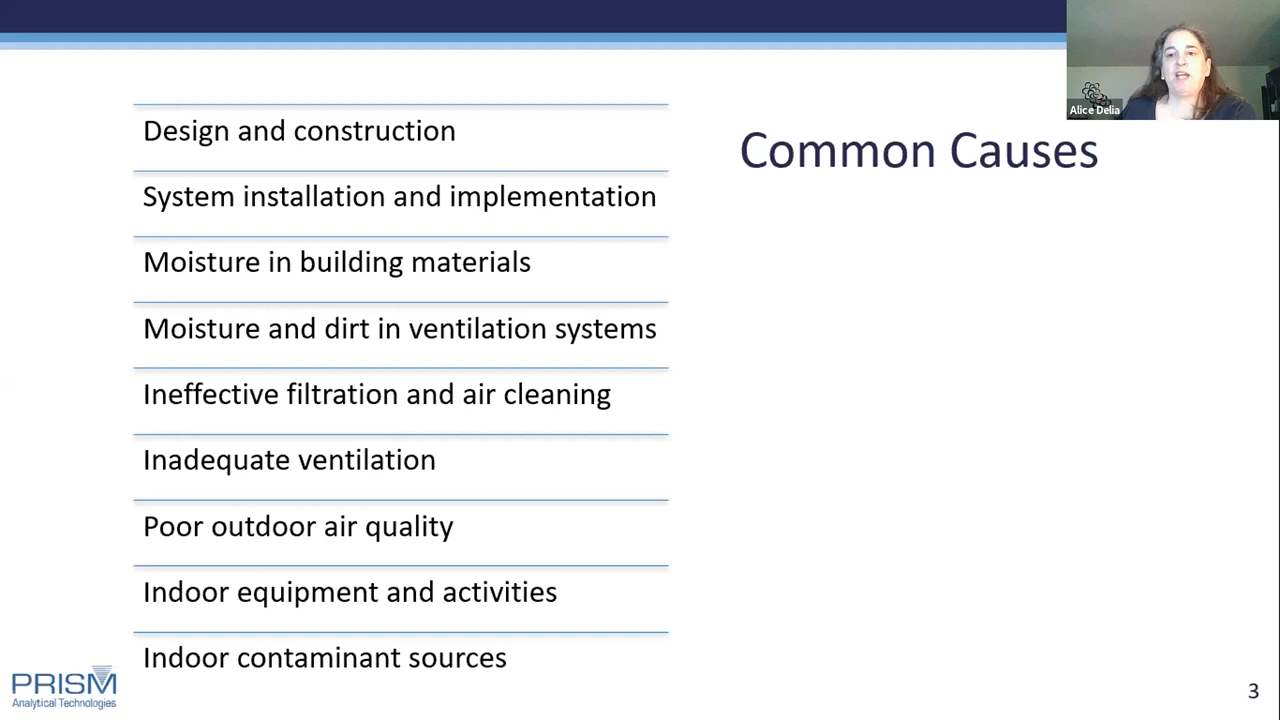 Alice Delia
Common Causes
Design and construction
System installation and implementation
Moisture in building materials
Moisture and dirt in ventilation systems
Ineffective filtration and air cleaning
Inadequate ventilation
Poor outdoor air quality
Indoor equipment and activities
Indoor contaminant sources
PRISM
Analytical Technologies
3